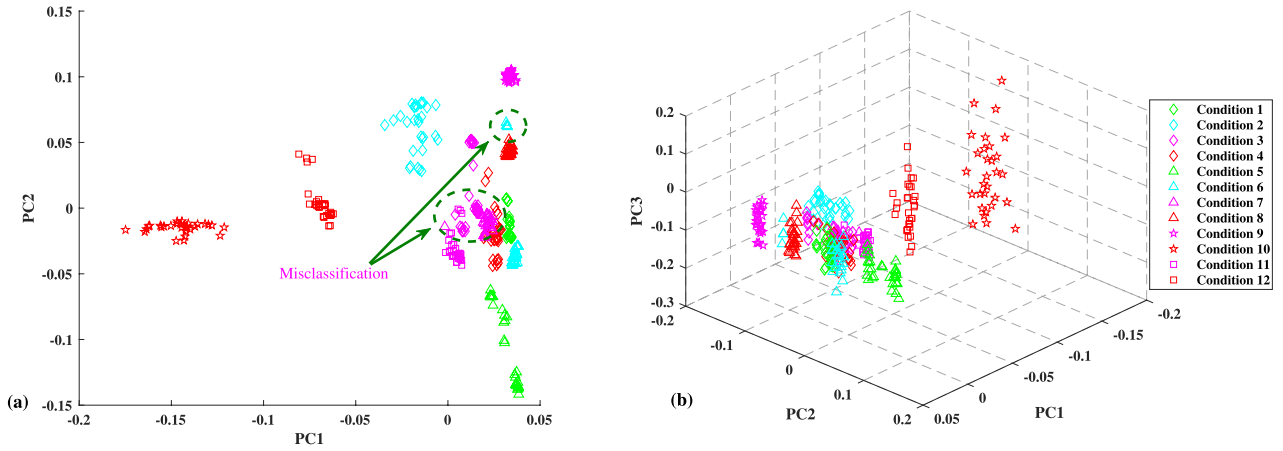 0.15
0.1
0.05
0
-0.05
-0.1
-0.15
PC2
-0.2
-0.15
-0.1
-0.05
0
0.05
PC1
Misclassification
(a)
0.2
0.1
0
-0.1
-0.2
-0.3
PC3
-0.2
-0.1
0
0.1
0.2
PC2
0.05
0
-0.05
-0.1
-0.15
-0.2
PC1
(b)
Condition 1
Condition 2
Condition 3
Condition 4
Condition 5
Condition 6
Condition 7
Condition 8
Condition 9
Condition 10
Condition 11
Condition 12